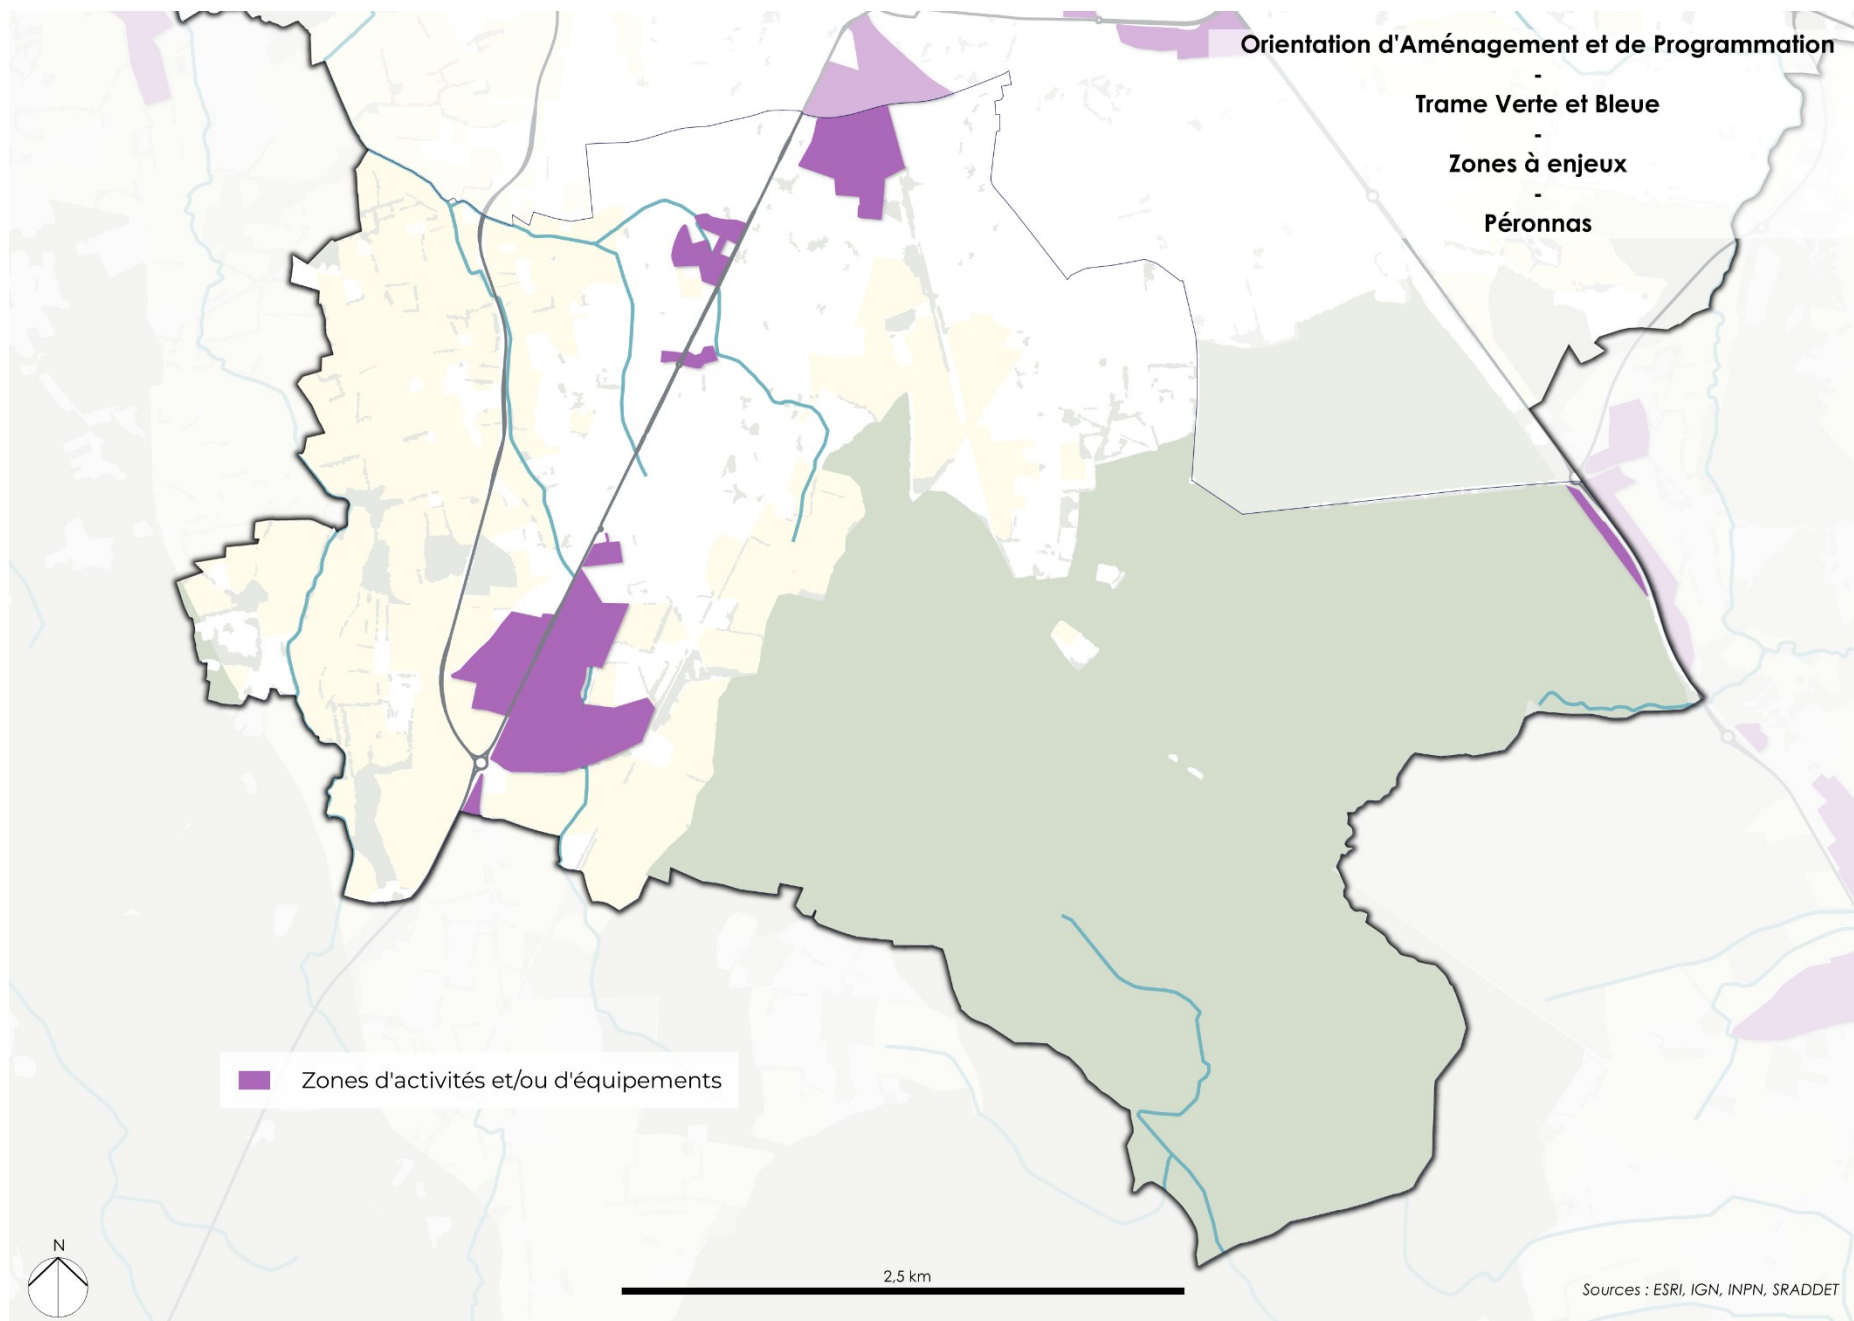 Orientation d'Aménagement et de Programmation
-
Trame Verte et Bleue
-
Zones à enjeux
-
Péronnas
Zones d'activités et/ou d'équipements
N
2,5 km
Sources : ESRI, IGN, INPN, SRADDET